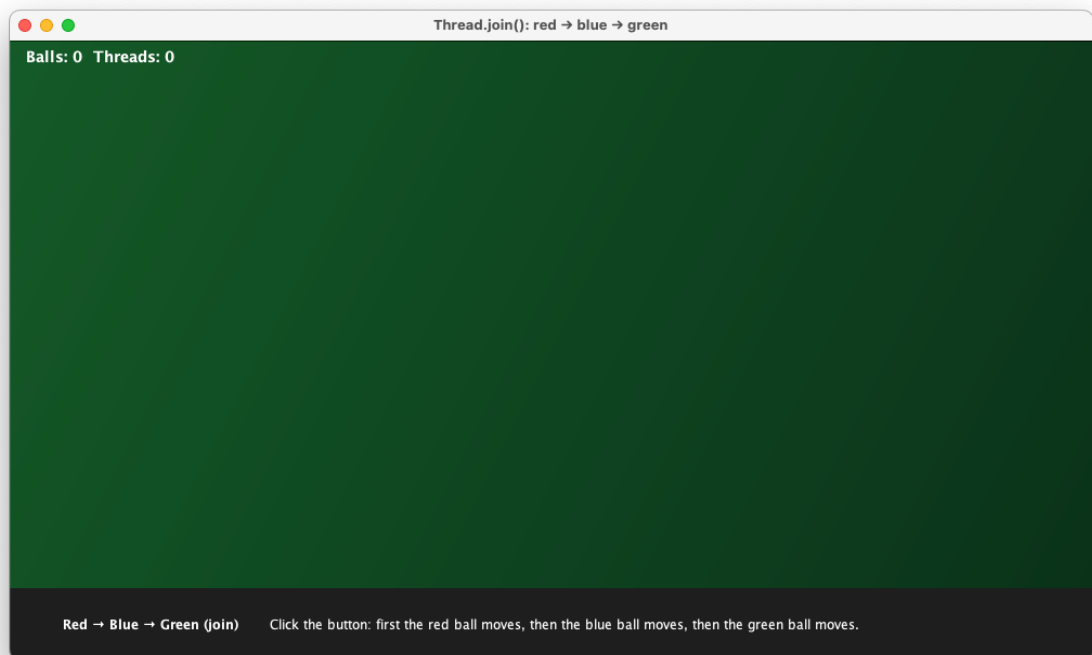 Thread.join(): red → blue → green
Balls: 0 Threads: 0
Red → Blue → Green (join)
Click the button: first the red ball moves, then the blue ball moves, then the green ball moves.